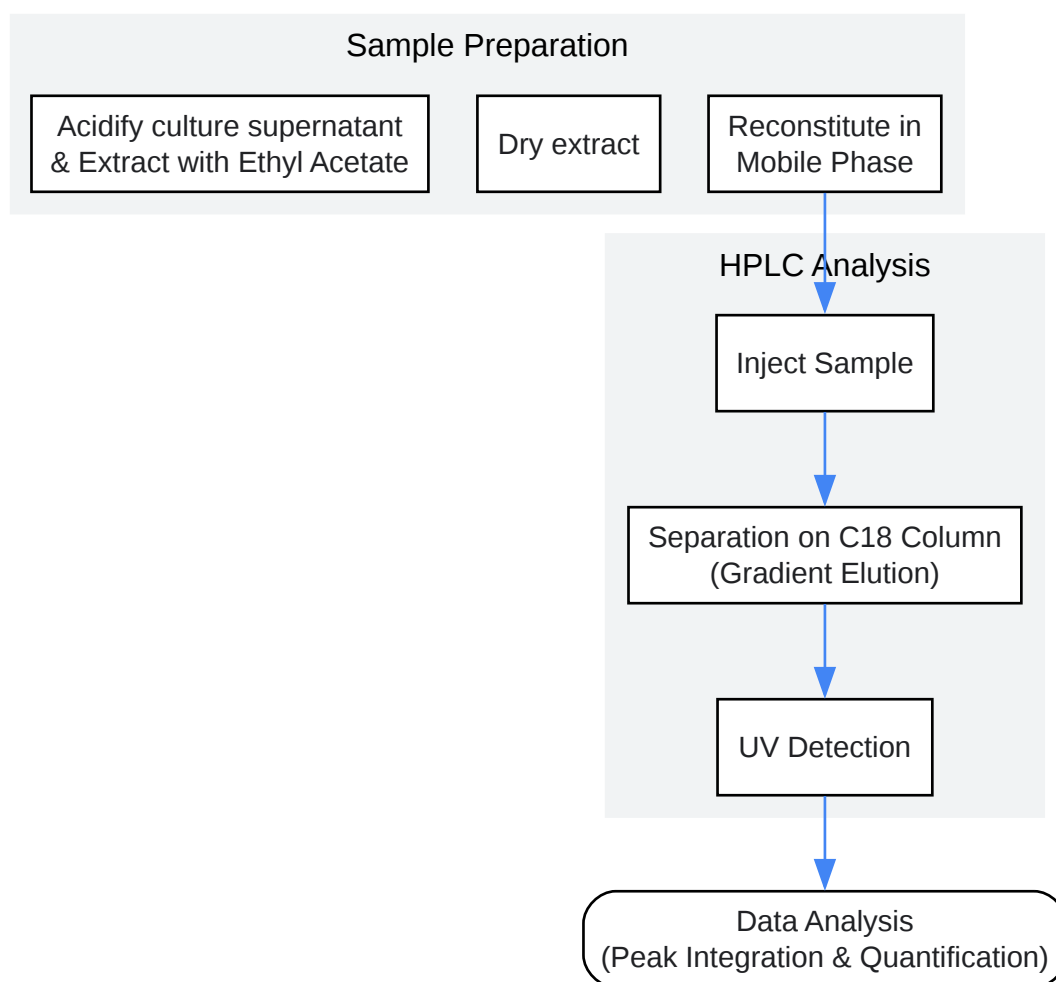 Sample Preparation
Acidify culture supernatant
& Extract with Ethyl Acetate
Dry extract
Reconstitute in
Mobile Phase
HPLC Analysis
Inject Sample
Separation on C18 Column
(Gradient Elution)
UV Detection
Data Analysis
(Peak Integration & Quantification)